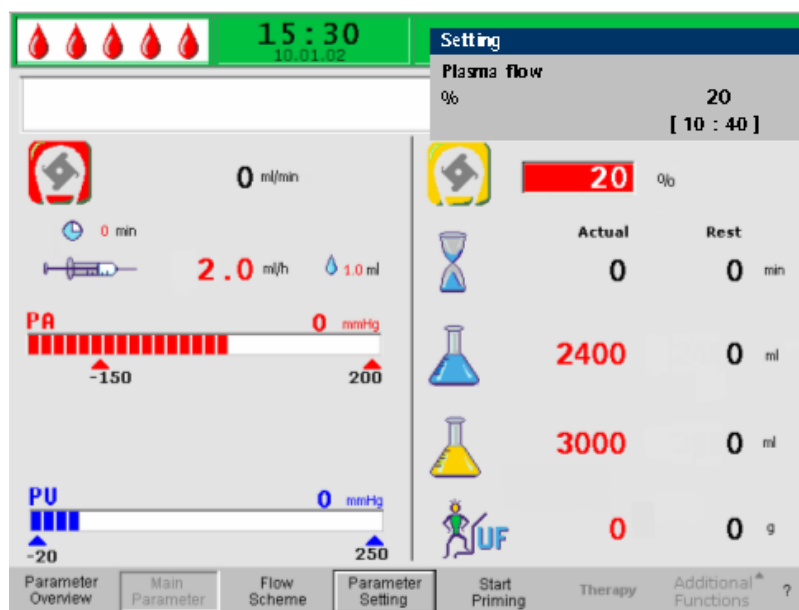 15:30
10.01.02
Setting
Plasma flow
% 20
[ 10 : 40 ]
0 ml/min
20 %
0 min
Actual Rest
2.0 ml/h 1.0 ml
0 0 min
PA 0 mmHg
-150 200
2400 0 ml
3000 0 ml
PV 0 mmHg
-20 250
UF 0 0 g
Parameter Overview
Main Parameter
Flow Scheme
Parameter Setting
Start Priming
Therapy
Additional Functions
?